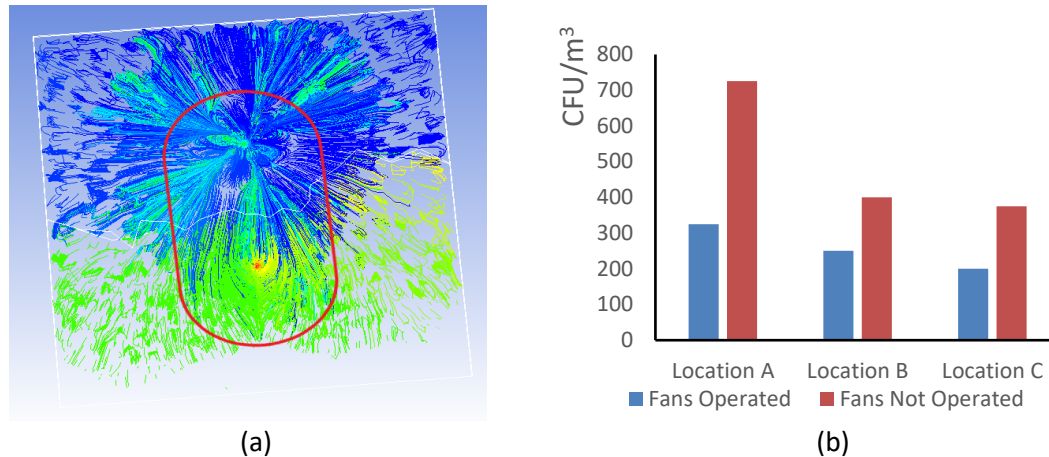 CFU/m³
800
700
600
500
400
300
200
100
0
Location A Location B Location C
Fans Operated Fans Not Operated
(a) (b)